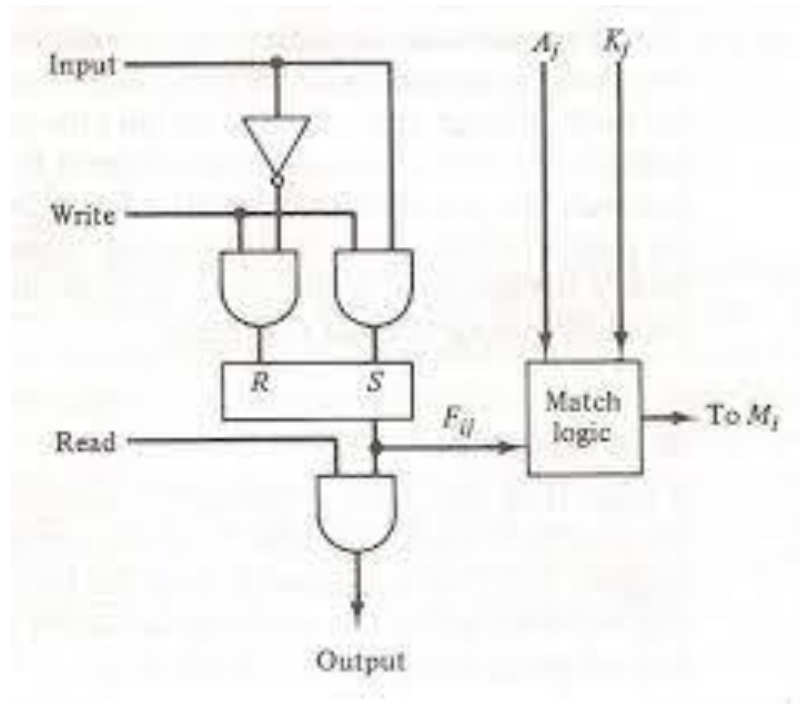 Input
A_j K_j
Write
R S
Match
logic
F_ij
To M_i
Read
Output